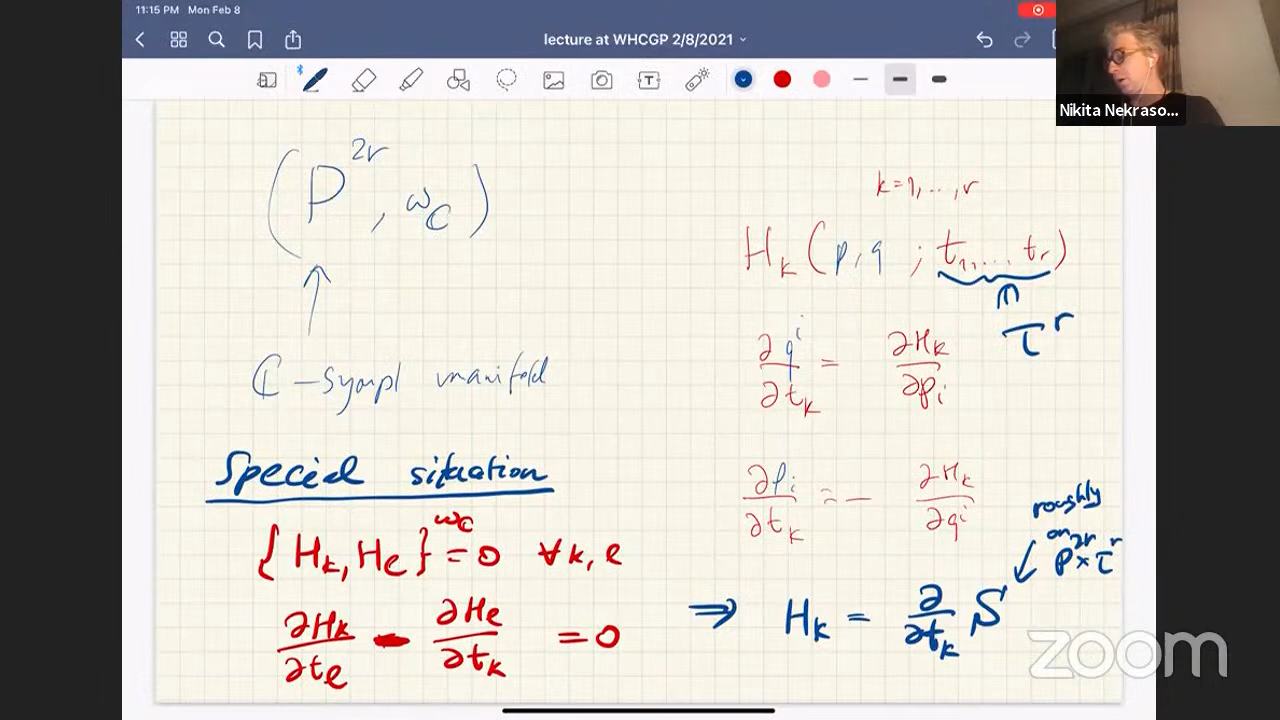 11:15 PM Mon Feb 8
lecture at WHCGP 2/8/2021
Nikita Nekraso...
(P^{2r}, ω_ℂ)
ℂ-sympl manifold
k=1,...,r
H_k(p,q ; t_1,... t_r)
∩
τ^r
∂q^i/∂t_k = ∂H_k/∂p_i
∂p_i/∂t_k = - ∂H_k/∂q^i
Special situation
{H_k, H_ℓ}^{ω_ℂ} = 0 ∀k,ℓ
∂H_k/∂t_ℓ - ∂H_ℓ/∂t_k = 0
⇒ H_k = ∂/∂t_k S
roughly
on
P^{2r} × τ^r
zoom